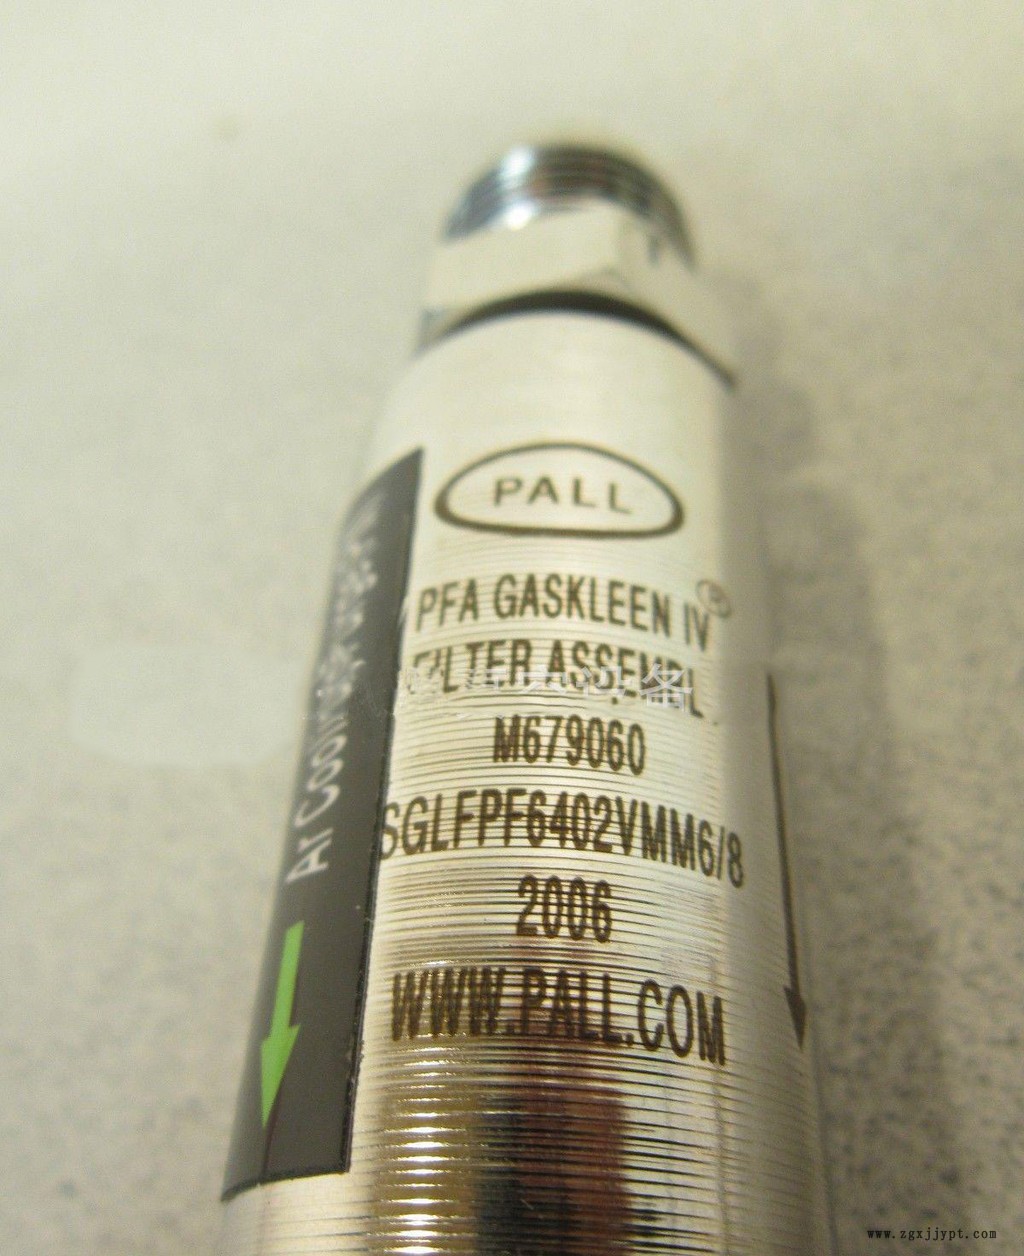 PALL
PFA GASKLEEN IV ®
FILTER ASSEMBL
M679060
SGLFPF6402VMM6/8
2006
WWW.PALL.COM
Ar Cooling
www.zgxjjypt.com